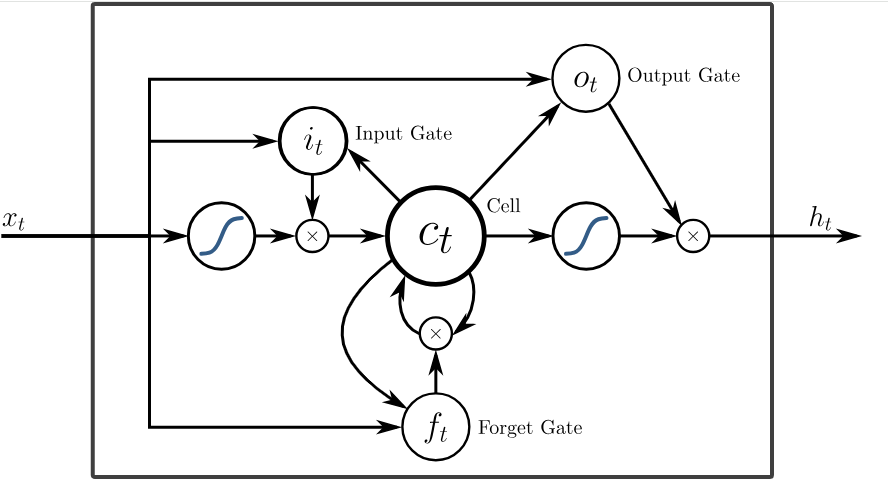 o_t Output Gate
i_t Input Gate
x_t
Cell
h_t
×
c_t
×
×
f_t Forget Gate